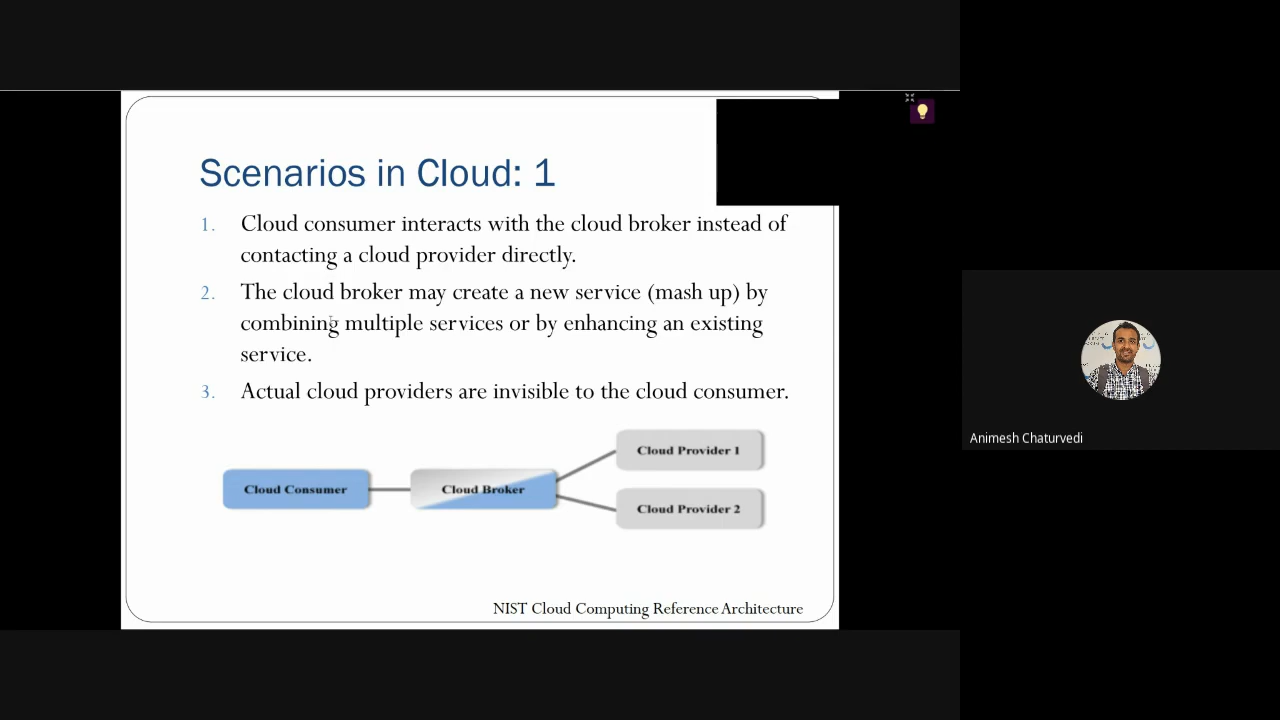 Scenarios in Cloud: 1
1. Cloud consumer interacts with the cloud broker instead of
contacting a cloud provider directly.
2. The cloud broker may create a new service (mash up) by
combining multiple services or by enhancing an existing
service.
3. Actual cloud providers are invisible to the cloud consumer.
Cloud Provider 1
Cloud Consumer
Cloud Broker
Cloud Provider 2
NIST Cloud Computing Reference Architecture
Animesh Chaturvedi